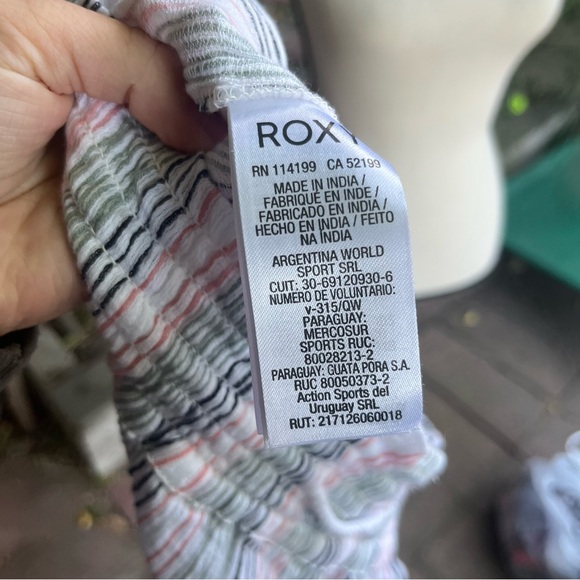 ROXY
RN 114199 CA 52199
MADE IN INDIA /
FABRIQUÉ EN INDE /
FABRICADO EN INDIA /
HECHO EN INDIA / FEITO
NA ÍNDIA
ARGENTINA WORLD
SPORT SRL
CUIT: 30-69120930-6
NUMERO DE VOLUNTARIO:
v-315/QW
PARAGUAY:
MERCOSUR
SPORTS RUC:
80028213-2
PARAGUAY: GUATA PORA S.A.
RUC 80050373-2
Action Sports del
Uruguay SRL
RUT: 217126060018